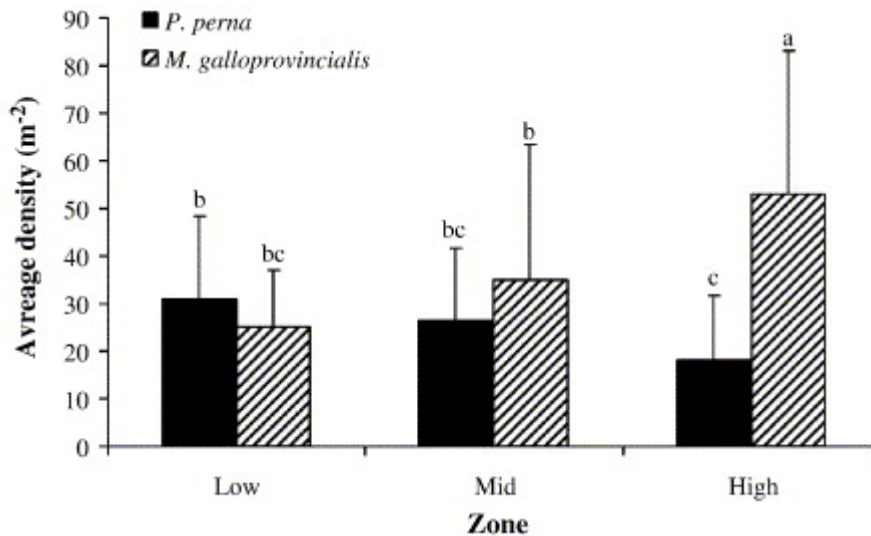 90
80
70
60
50
40
30
20
10
0
Avreage density (m⁻²)
P. perna
M. galloprovincialis
b
bc
bc
b
c
a
Low Mid High
Zone